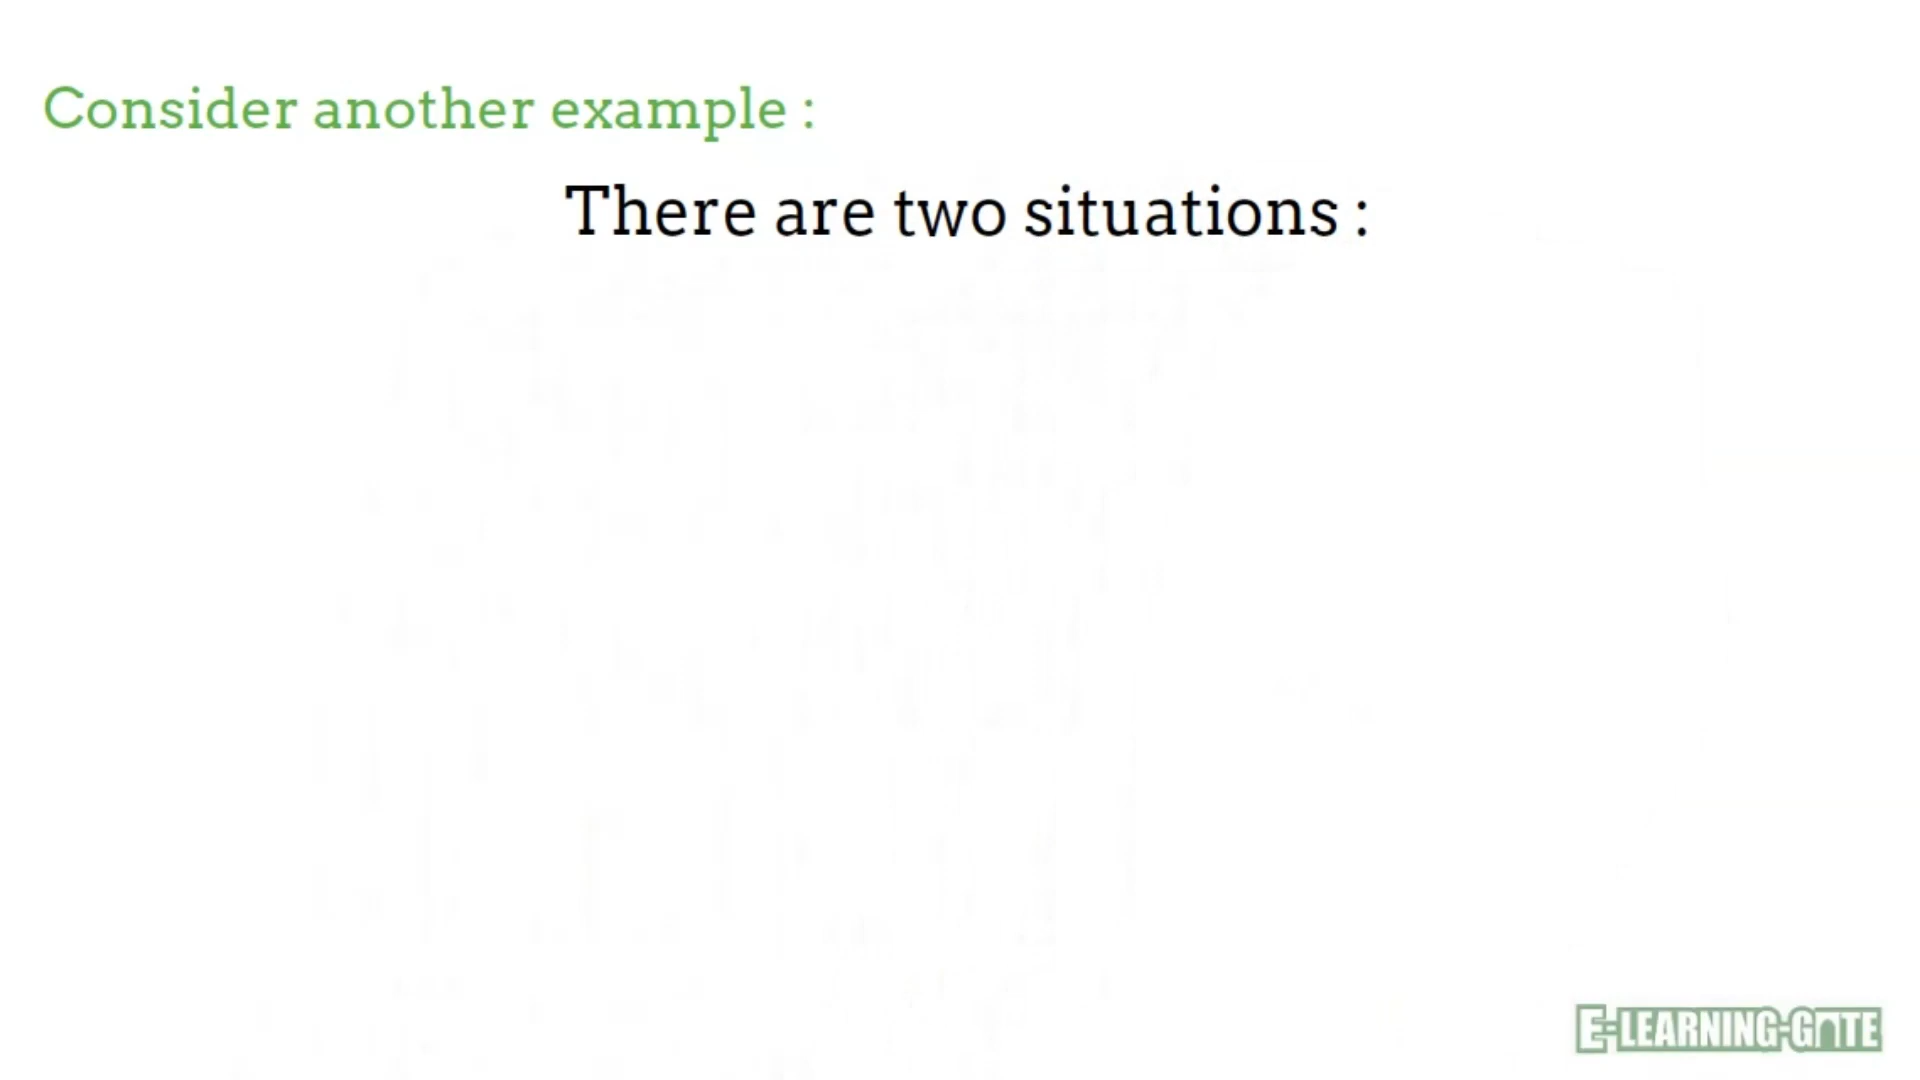 Consider another example :
There are two situations :
E-LEARNING-GATE